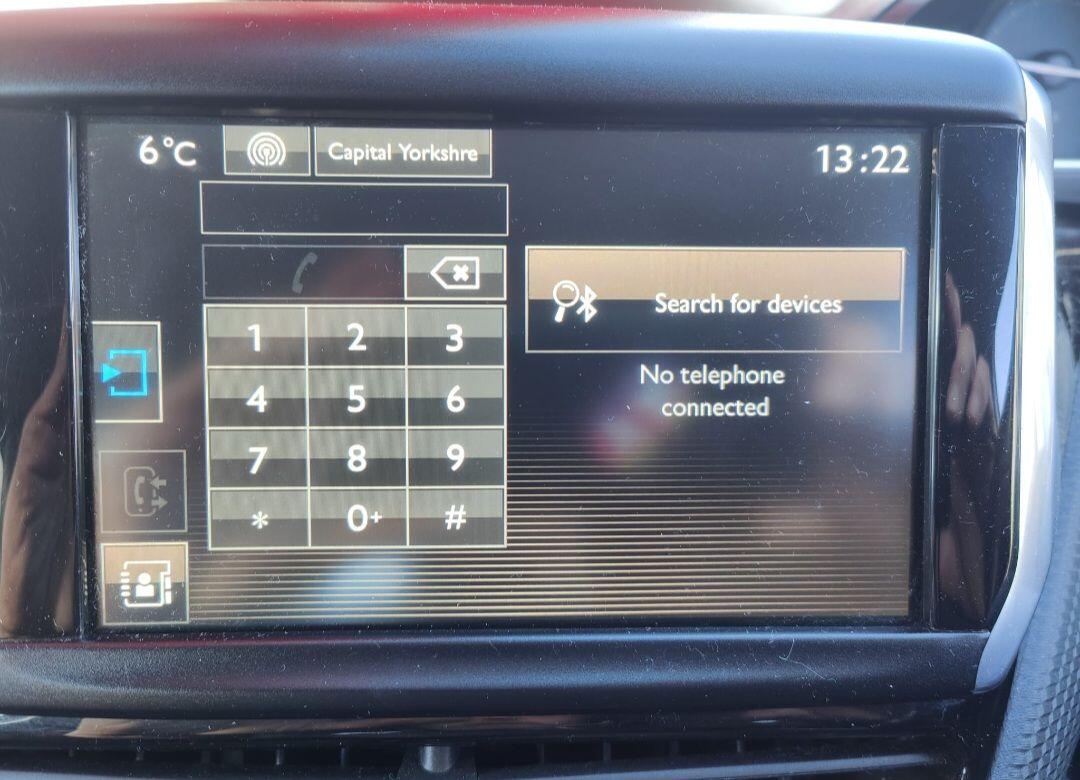 6°C
Capital Yorkshre
13:22
Search for devices
No telephone
connected
1 2 3
4 5 6
7 8 9
* 0+ #